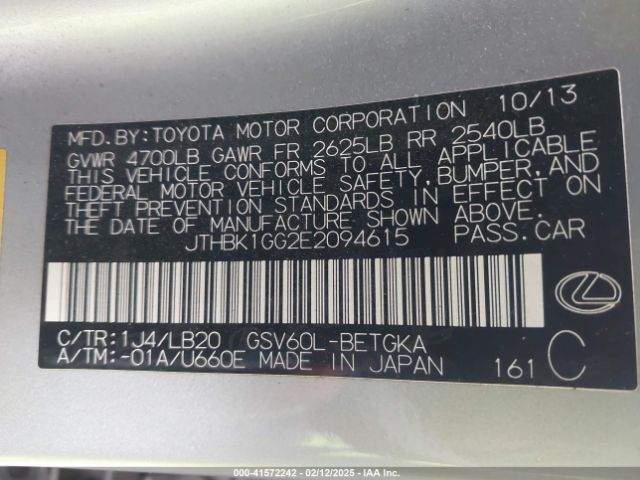 MFD.BY:TOYOTA MOTOR CORPORATION 10/13
GVWR 4700LB GAWR FR 2625LB RR 2540LB
THIS VEHICLE CONFORMS TO ALL APPLICABLE
FEDERAL MOTOR VEHICLE SAFETY,BUMPER,AND
THEFT PREVENTION STANDARDS IN EFFECT ON
THE DATE OF MANUFACTURE SHOWN ABOVE.
JTHBK1GG2E2094615 PASS.CAR
C/TR:1J4/LB20 GSV60L-BETGKA
A/TM:-01A/U660E MADE IN JAPAN 161 C
000-41572242 - 02/12/2025 - IAA Inc.